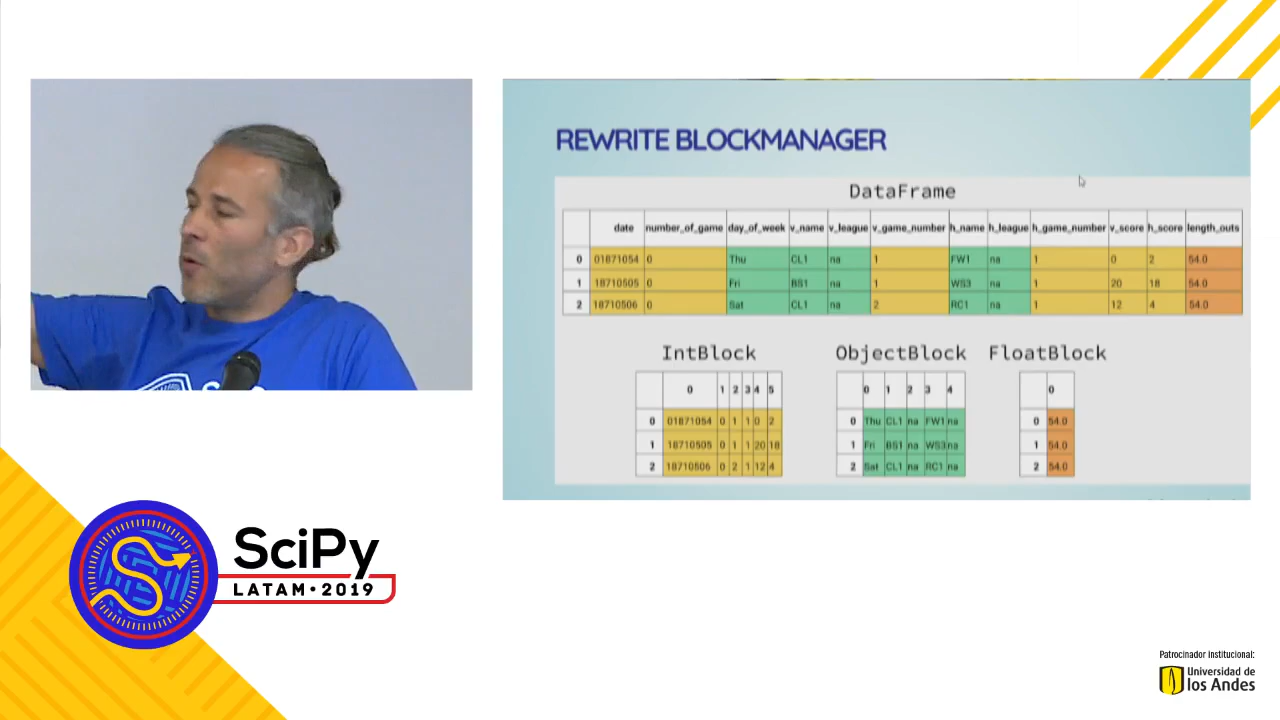 REWRITE BLOCKMANAGER
DataFrame
date number_of_game day_of_week v_name v_league v_game_number h_name h_league h_game_number v_score h_score length_outs
0 01871054 0 Thu CL1 na 1 FW1 na 1 0 2 54.0
1 18710505 0 Fri BS1 na 1 WS3 na 1 20 18 54.0
2 18710506 0 Sat CL1 na 2 RC1 na 1 12 4 54.0
IntBlock ObjectBlock FloatBlock
0 1 2 3 4 5 0 1 2 3 4 0
0 01871054 0 1 1 0 2 0 Thu CL1 na FW1 na 0 54.0
1 18710505 0 1 1 20 18 1 Fri BS1 na WS3 na 1 54.0
2 18710506 0 2 1 12 4 2 Sat CL1 na RC1 na 2 54.0
SciPy
LATAM • 2019
Patrocinador institucional:
Universidad de
los Andes